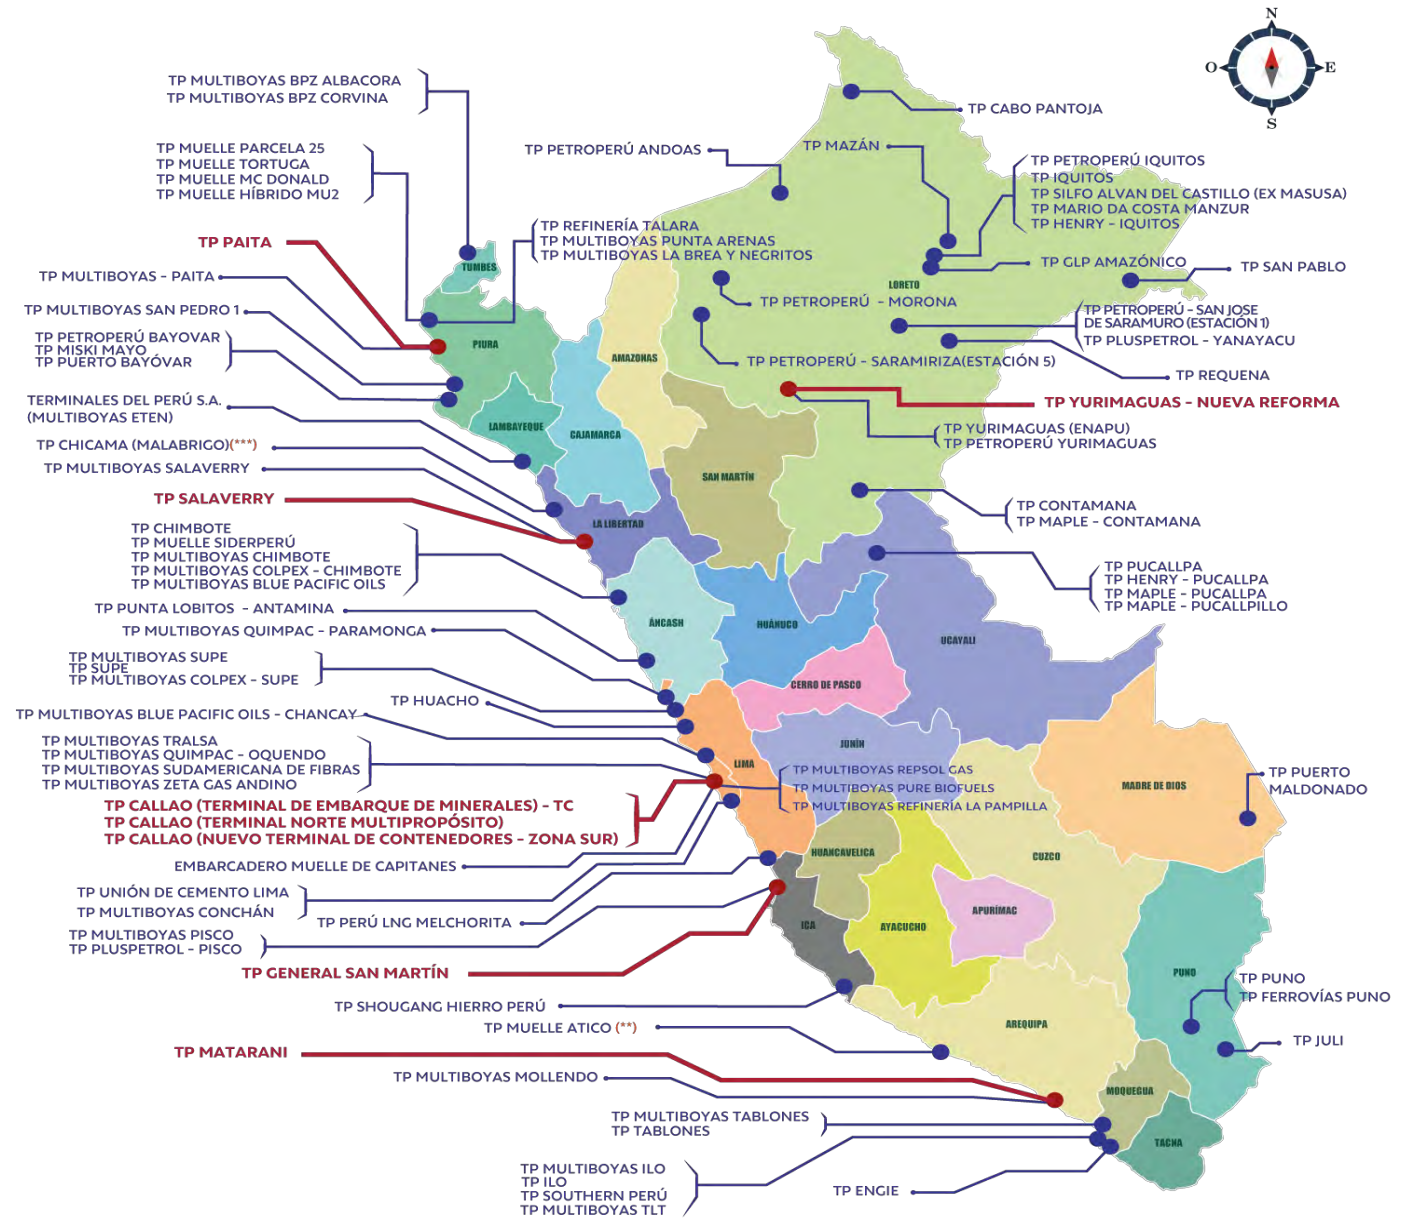 N
O
E
S
TP MULTIBOYAS BPZ ALBACORA
TP MULTIBOYAS BPZ CORVINA
TP CABO PANTOJA
TP MUELLE PARCELA 25
TP MUELLE TORTUGA
TP MUELLE MC DONALD
TP MUELLE HÍBRIDO MU2
TP PETROPERÚ ANDOAS
TP MAZÁN
TP PETROPERÚ IQUITOS
TP IQUITOS
TP SILFO ALVAN DEL CASTILLO (EX MASUSA)
TP MARIO DA COSTA MANZUR
TP HENRY - IQUITOS
TP PAITA
TP REFINERÍA TALARA
TP MULTIBOYAS PUNTA ARENAS
TP MULTIBOYAS LA BREA Y NEGRITOS
TP GLP AMAZÓNICO
TP SAN PABLO
TUMBES
LORETO
TP MULTIBOYAS - PAITA
TP PETROPERÚ - MORONA
TP MULTIBOYAS SAN PEDRO 1
TP PETROPERÚ - SAN JOSE
DE SARAMURO (ESTACIÓN 1)
TP PLUSPETROL - YANAYACU
TP PETROPERÚ BAYOVAR
TP MISKI MAYO
TP PUERTO BAYÓVAR
PIURA
AMAZONAS
TP PETROPERÚ - SARAMIRIZA(ESTACIÓN 5)
TP REQUENA
TERMINALES DEL PERÚ S.A.
(MULTIBOYAS ETEN)
TP YURIMAGUAS - NUEVA REFORMA
LAMBAYEQUE
CAJAMARCA
TP YURIMAGUAS (ENAPU)
TP PETROPERÚ YURIMAGUAS
TP CHICAMA (MALABRIGO)(***)
TP MULTIBOYAS SALAVERRY
SAN MARTÍN
TP SALAVERRY
TP CONTAMANA
TP MAPLE - CONTAMANA
LA LIBERTAD
TP CHIMBOTE
TP MUELLE SIDERPERÚ
TP MULTIBOYAS CHIMBOTE
TP MULTIBOYAS COLPEX - CHIMBOTE
TP MULTIBOYAS BLUE PACIFIC OILS
TP PUCALLPA
TP HENRY - PUCALLPA
TP MAPLE - PUCALLPA
TP MAPLE - PUCALLPILLO
TP PUNTA LOBITOS - ANTAMINA
ÁNCASH
HUÁNUCO
UCAYALI
TP MULTIBOYAS QUIMPAC - PARAMONGA
TP MULTIBOYAS SUPE
TP SUPE
TP MULTIBOYAS COLPEX - SUPE
CERRO DE PASCO
TP HUACHO
TP MULTIBOYAS BLUE PACIFIC OILS - CHANCAY
TP MULTIBOYAS TRALSA
TP MULTIBOYAS QUIMPAC - OQUENDO
TP MULTIBOYAS SUDAMERICANA DE FIBRAS
TP MULTIBOYAS ZETA GAS ANDINO
JUNÍN
LIMA
TP MULTIBOYAS REPSOL GAS
TP MULTIBOYAS PURE BIOFUELS
TP MULTIBOYAS REFINERÍA LA PAMPILLA
MADRE DE DIOS
TP PUERTO
MALDONADO
TP CALLAO (TERMINAL DE EMBARQUE DE MINERALES) - TC
TP CALLAO (TERMINAL NORTE MULTIPROPÓSITO)
TP CALLAO (NUEVO TERMINAL DE CONTENEDORES - ZONA SUR)
HUANCAVELICA
CUZCO
EMBARCADERO MUELLE DE CAPITANES
TP UNIÓN DE CEMENTO LIMA
TP MULTIBOYAS CONCHÁN
TP PERÚ LNG MELCHORITA
ICA
AYACUCHO
APURÍMAC
TP MULTIBOYAS PISCO
TP PLUSPETROL - PISCO
TP GENERAL SAN MARTÍN
PUNO
TP PUNO
TP FERROVÍAS PUNO
TP SHOUGANG HIERRO PERÚ
TP MUELLE ATICO (**)
AREQUIPA
TP JULI
TP MATARANI
TP MULTIBOYAS MOLLENDO
MOQUEGUA
TP MULTIBOYAS TABLONES
TP TABLONES
TACNA
TP MULTIBOYAS ILO
TP ILO
TP SOUTHERN PERÚ
TP MULTIBOYAS TLT
TP ENGIE